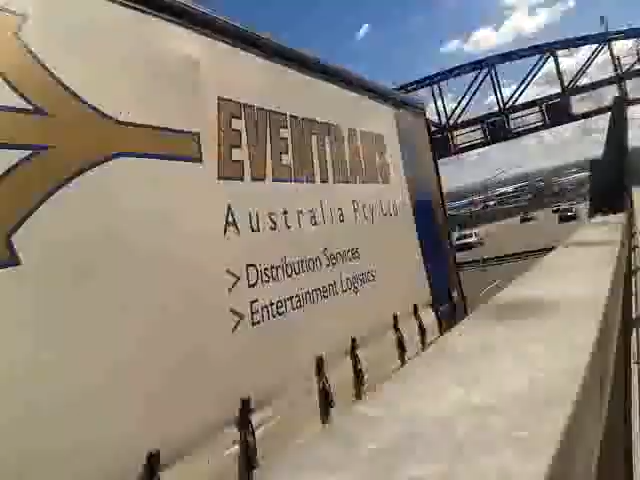 EVENTRANS
Australia Pty Ltd
> Distribution Services
> Entertainment Logistics